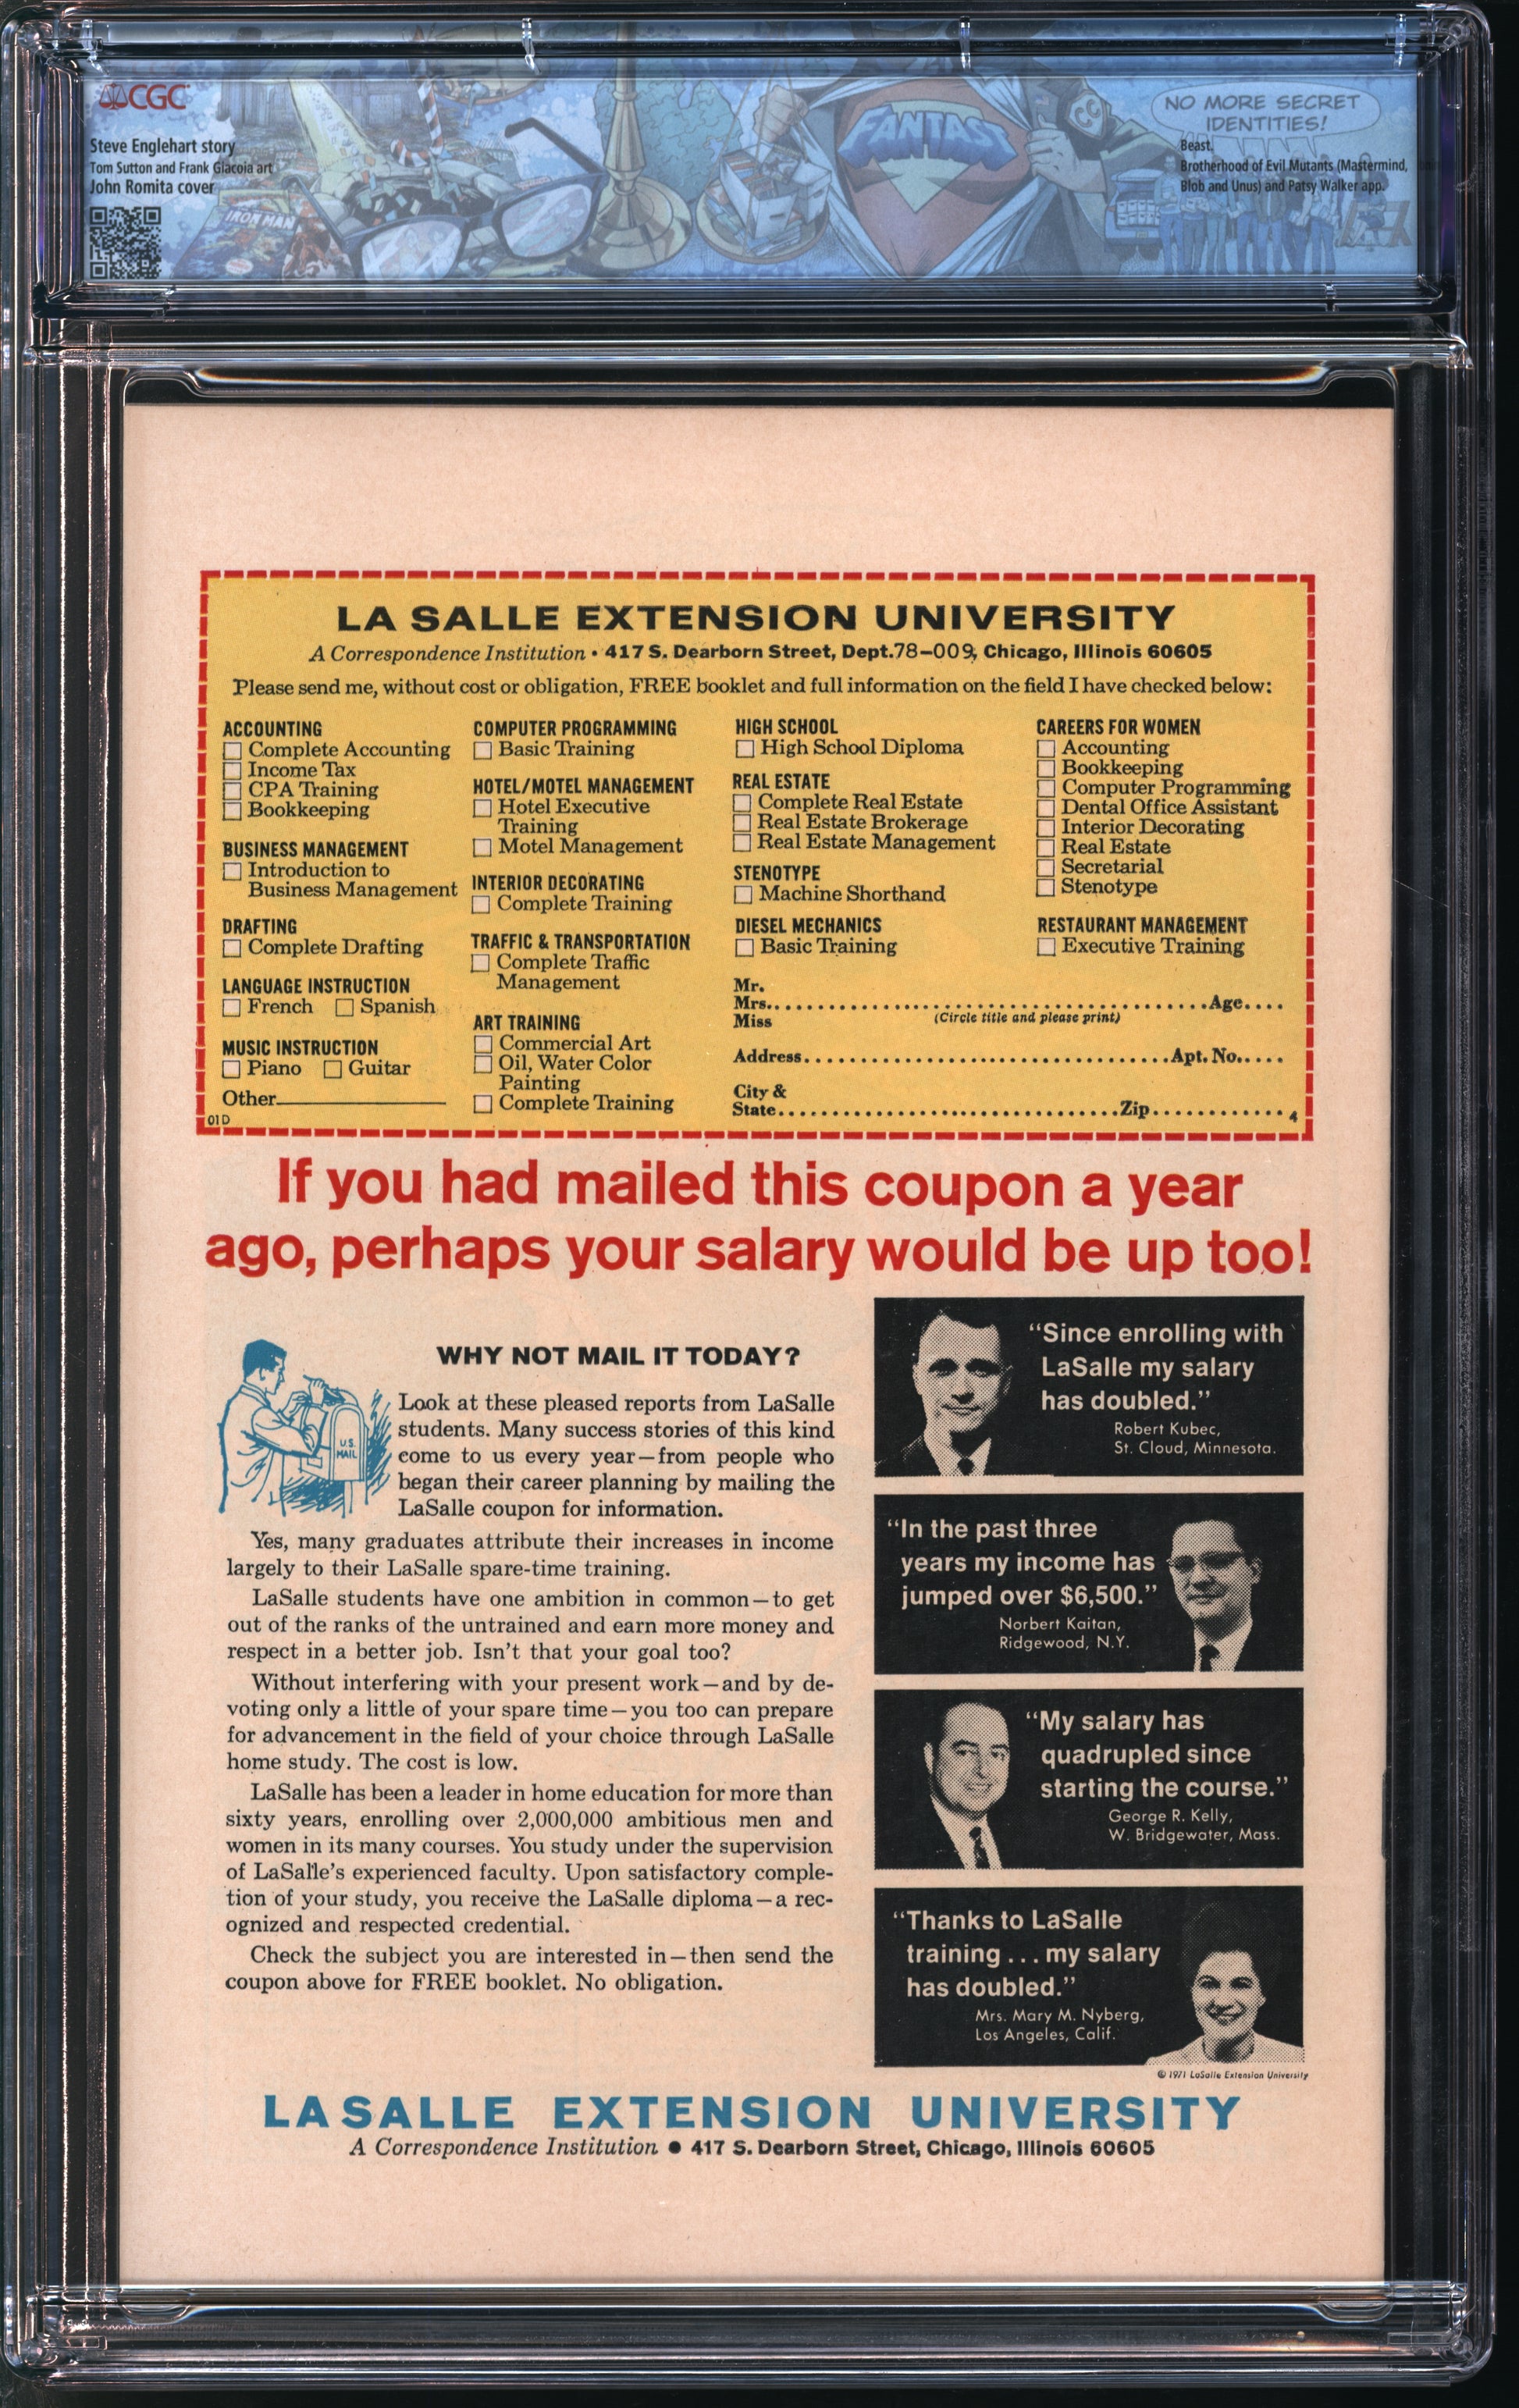 CGC
Steve Englehart story
Tom Sutton and Frank Glacoia art
John Romita cover
IRON MAN
FANTAST
NO MORE SECRET
IDENTITIES!
Beast,
Brotherhood of Evil Mutants (Mastermind,
Blob and Unus) and Patsy Walker app.
LA SALLE EXTENSION UNIVERSITY
A Correspondence Institution • 417 S. Dearborn Street, Dept.78-009, Chicago, Illinois 60605
Please send me, without cost or obligation, FREE booklet and full information on the field I have checked below:
ACCOUNTING
Complete Accounting
Income Tax
CPA Training
Bookkeeping
BUSINESS MANAGEMENT
Introduction to
Business Management
DRAFTING
Complete Drafting
LANGUAGE INSTRUCTION
French Spanish
MUSIC INSTRUCTION
Piano Guitar
Other
01D
COMPUTER PROGRAMMING
Basic Training
HOTEL/MOTEL MANAGEMENT
Hotel Executive
Training
Motel Management
INTERIOR DECORATING
Complete Training
TRAFFIC & TRANSPORTATION
Complete Traffic
Management
ART TRAINING
Commercial Art
Oil, Water Color
Painting
Complete Training
HIGH SCHOOL
High School Diploma
REAL ESTATE
Complete Real Estate
Real Estate Brokerage
Real Estate Management
STENOTYPE
Machine Shorthand
DIESEL MECHANICS
Basic Training
CAREERS FOR WOMEN
Accounting
Bookkeeping
Computer Programming
Dental Office Assistant
Interior Decorating
Real Estate
Secretarial
Stenotype
RESTAURANT MANAGEMENT
Executive Training
Mr.
Mrs. Age
Miss (Circle title and please print)
Address Apt. No.
City &
State Zip
4
If you had mailed this coupon a year
ago, perhaps your salary would be up too!
WHY NOT MAIL IT TODAY?
U.S.
MAIL
Look at these pleased reports from LaSalle
students. Many success stories of this kind
come to us every year—from people who
began their career planning by mailing the
LaSalle coupon for information.
Yes, many graduates attribute their increases in income
largely to their LaSalle spare-time training.
LaSalle students have one ambition in common—to get
out of the ranks of the untrained and earn more money and
respect in a better job. Isn't that your goal too?
Without interfering with your present work—and by de-
voting only a little of your spare time—you too can prepare
for advancement in the field of your choice through LaSalle
home study. The cost is low.
LaSalle has been a leader in home education for more than
sixty years, enrolling over 2,000,000 ambitious men and
women in its many courses. You study under the supervision
of LaSalle's experienced faculty. Upon satisfactory comple-
tion of your study, you receive the LaSalle diploma—a rec-
ognized and respected credential.
Check the subject you are interested in—then send the
coupon above for FREE booklet. No obligation.
"Since enrolling with
LaSalle my salary
has doubled."
Robert Kubec,
St. Cloud, Minnesota.
"In the past three
years my income has
jumped over $6,500."
Norbert Kaitan,
Ridgewood, N.Y.
"My salary has
quadrupled since
starting the course."
George R. Kelly,
W. Bridgewater, Mass.
"Thanks to LaSalle
training . . . my salary
has doubled."
Mrs. Mary M. Nyberg,
Los Angeles, Calif.
© 1971 LaSalle Extension University
LASALLE EXTENSION UNIVERSITY
A Correspondence Institution • 417 S. Dearborn Street, Chicago, Illinois 60605